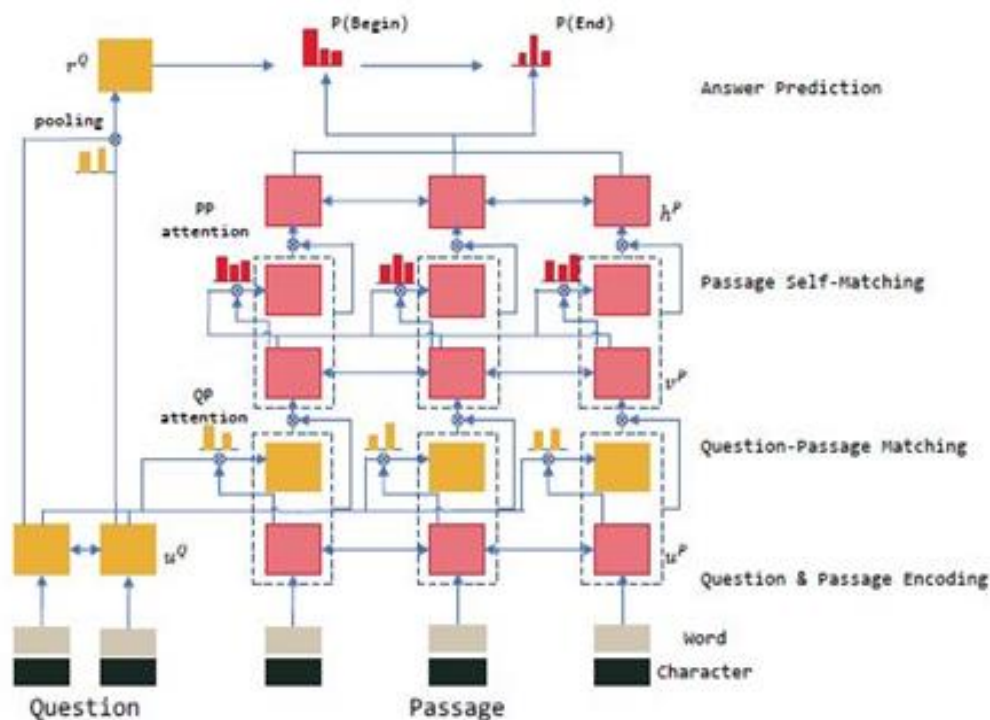 P(Begin)
P(End)
r^Q
Answer Prediction
pooling
PP
attention
h^P
Passage Self-Matching
v^P
QP
attention
Question-Passage Matching
u^Q
u^P
Question & Passage Encoding
Word
Character
Question
Passage